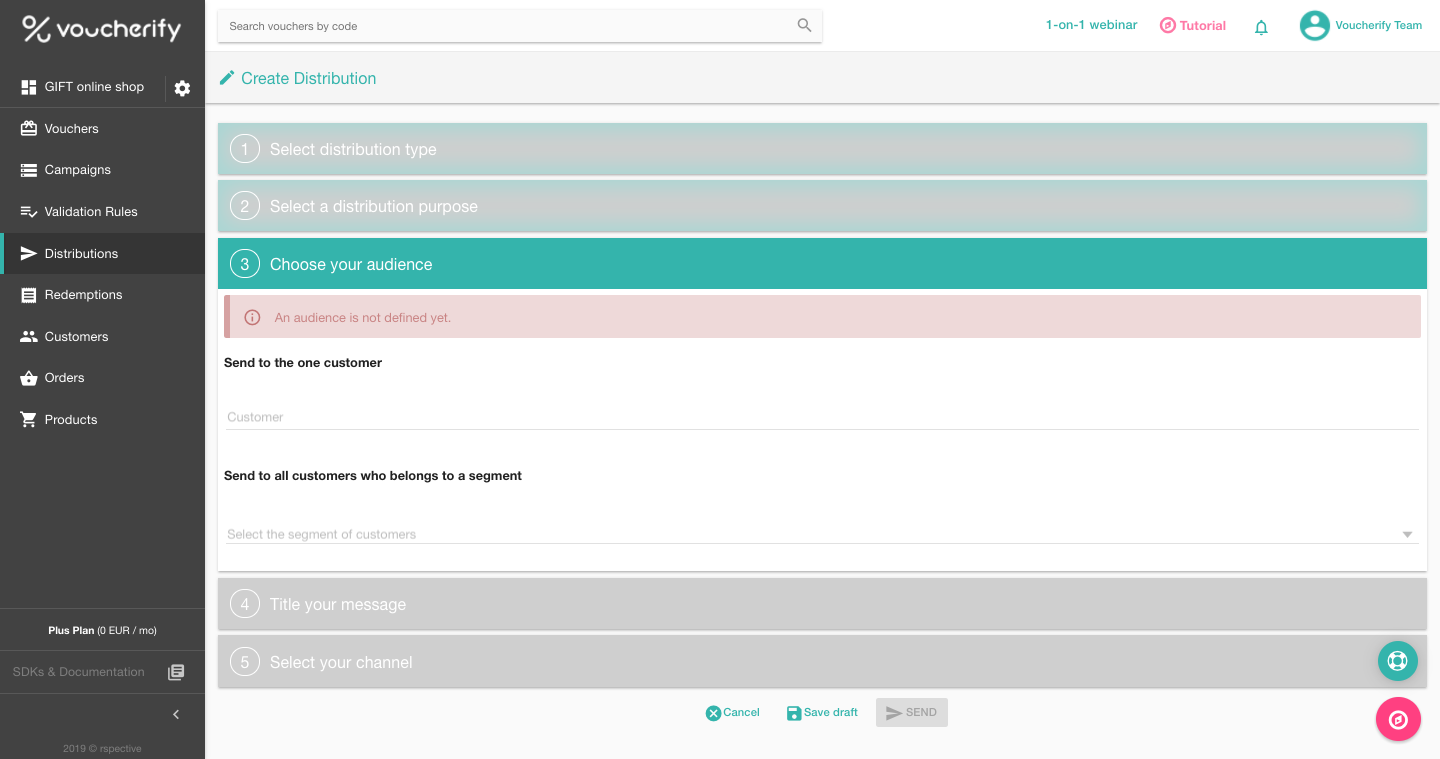 voucherify
Search vouchers by code
1-on-1 webinar
Tutorial
Voucherify Team
GIFT online shop
Vouchers
Campaigns
Validation Rules
Distributions
Redemptions
Customers
Orders
Products
Plus Plan (0 EUR / mo)
SDKs & Documentation
2019 © rspective
Create Distribution
1 Select distribution type
2 Select a distribution purpose
3 Choose your audience
An audience is not defined yet.
Send to the one customer
Customer
Send to all customers who belongs to a segment
Select the segment of customers
4 Title your message
5 Select your channel
Cancel
Save draft
SEND